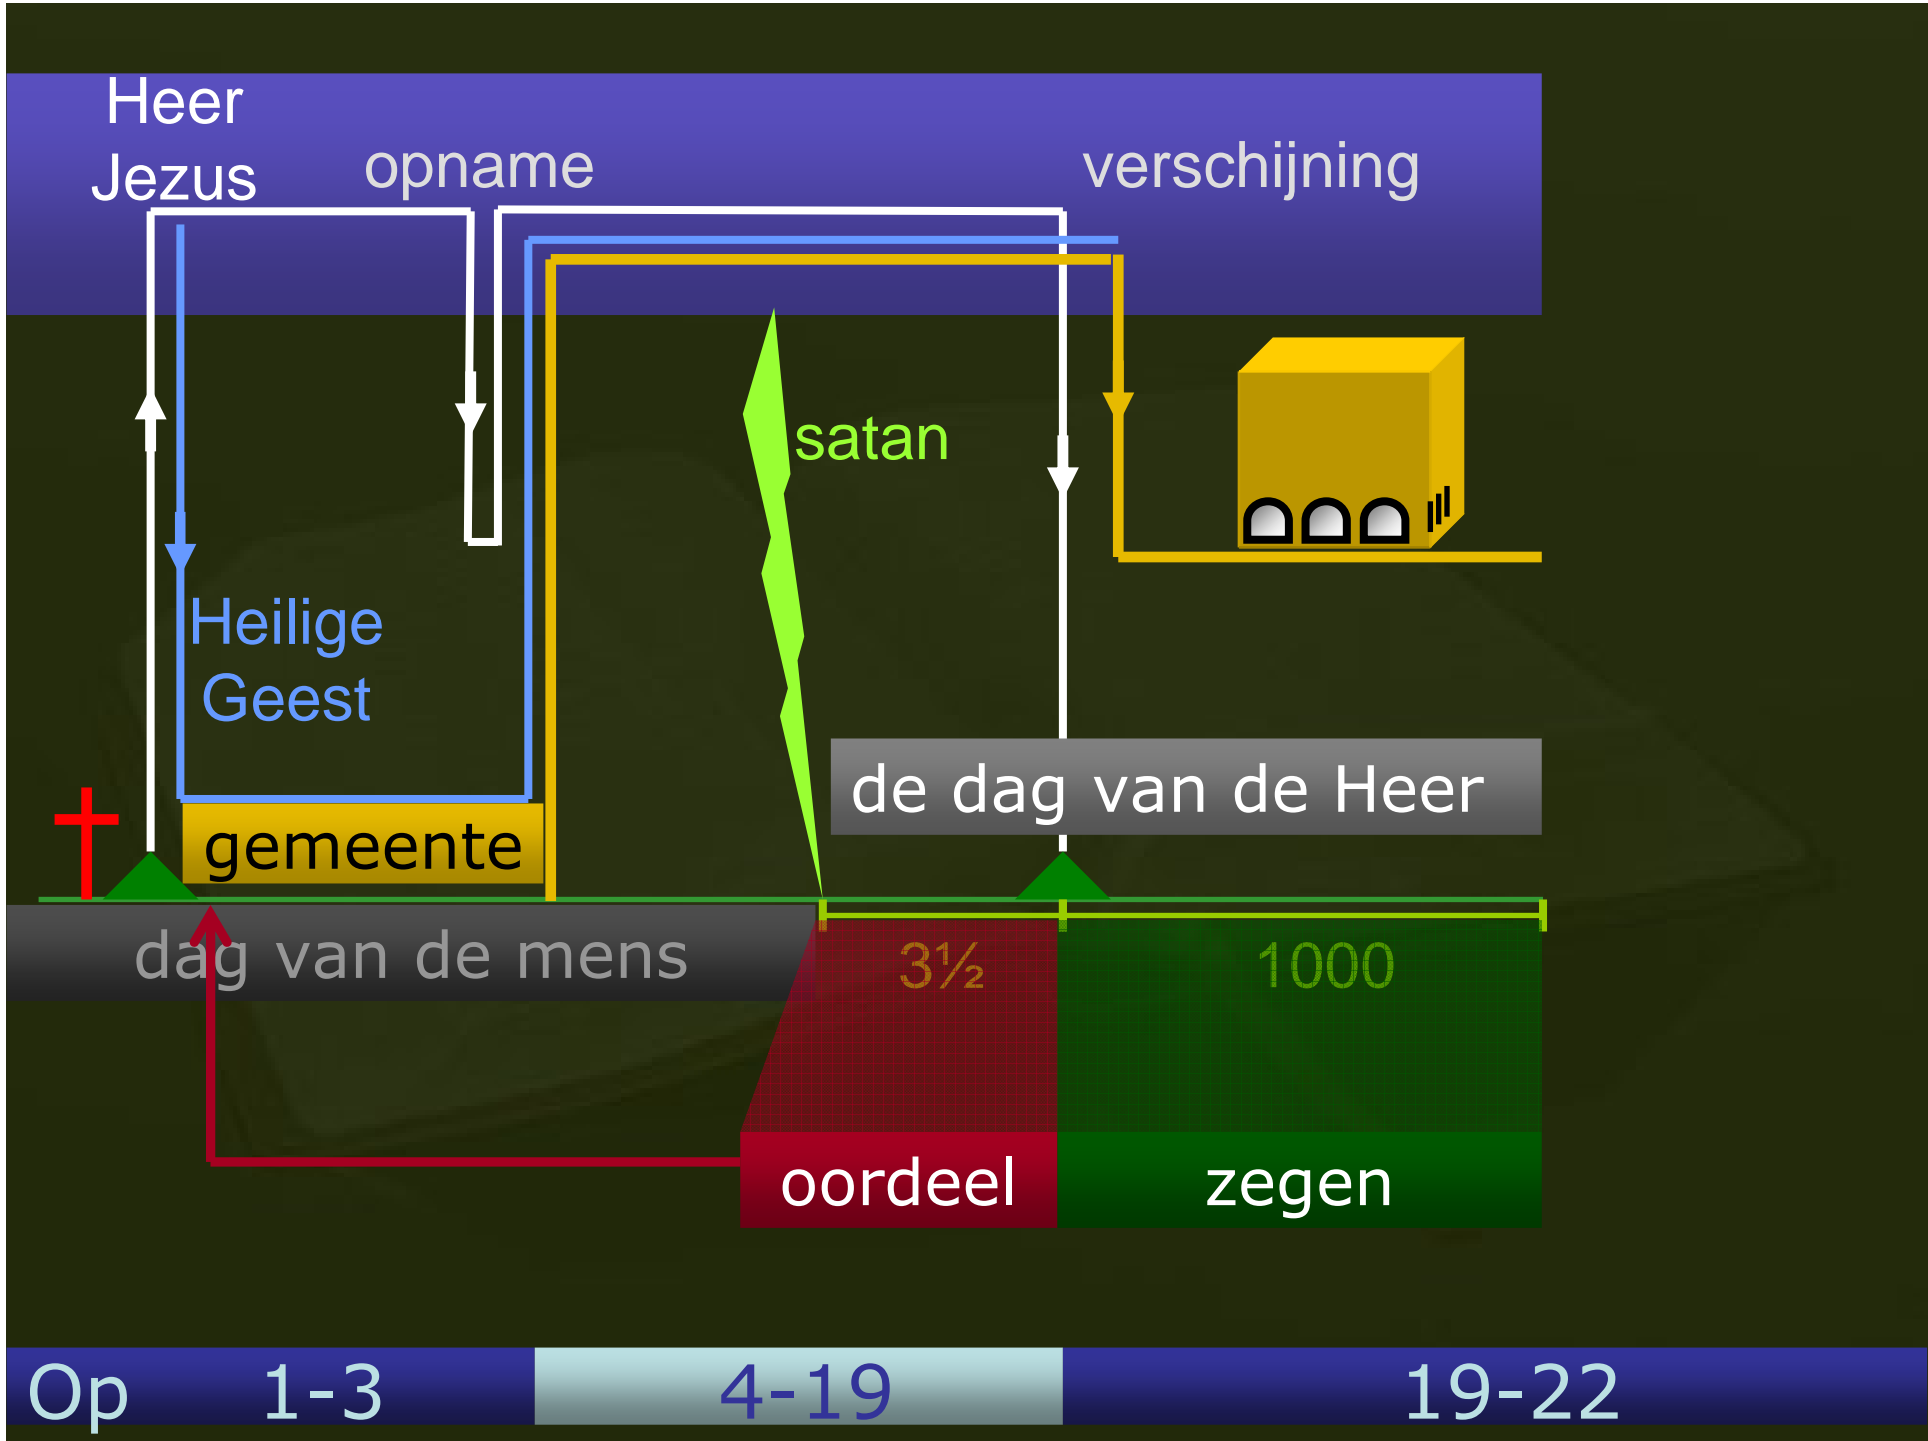 Heer
Jezus
opname
verschijning
satan
Heilige
Geest
de dag van de Heer
gemeente
dag van de mens
3½
1000
oordeel
zegen
Op 1-3 4-19 19-22